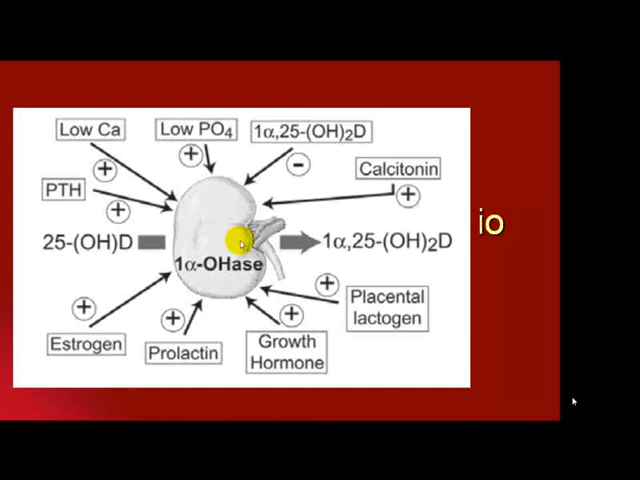 Low Ca
Low PO4
1α,25-(OH)2D
+
+
−
Calcitonin
PTH
+
+
io
25-(OH)D
1α,25-(OH)2D
1α-OHase
+
+
+
+
Placental
lactogen
Estrogen
Prolactin
Growth
Hormone